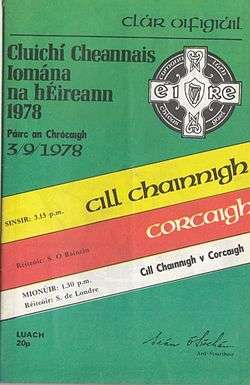 clár oifigiúil
Cluichí Cheannais
Iomána
na hÉireann
1978
Páirc an Chrócaigh
3/9/1978
ÉIRE
SINSIR: 3.15 p.m.
cill chainnigh
Réiteoir: S. O Buinnin
corcaigh
MIONÚIR: 1.30 p.m.
Réiteoir: S. de Londre
Cill Chainnigh v Corcaigh
LUACH
20p
Ard-Stiúrthóir